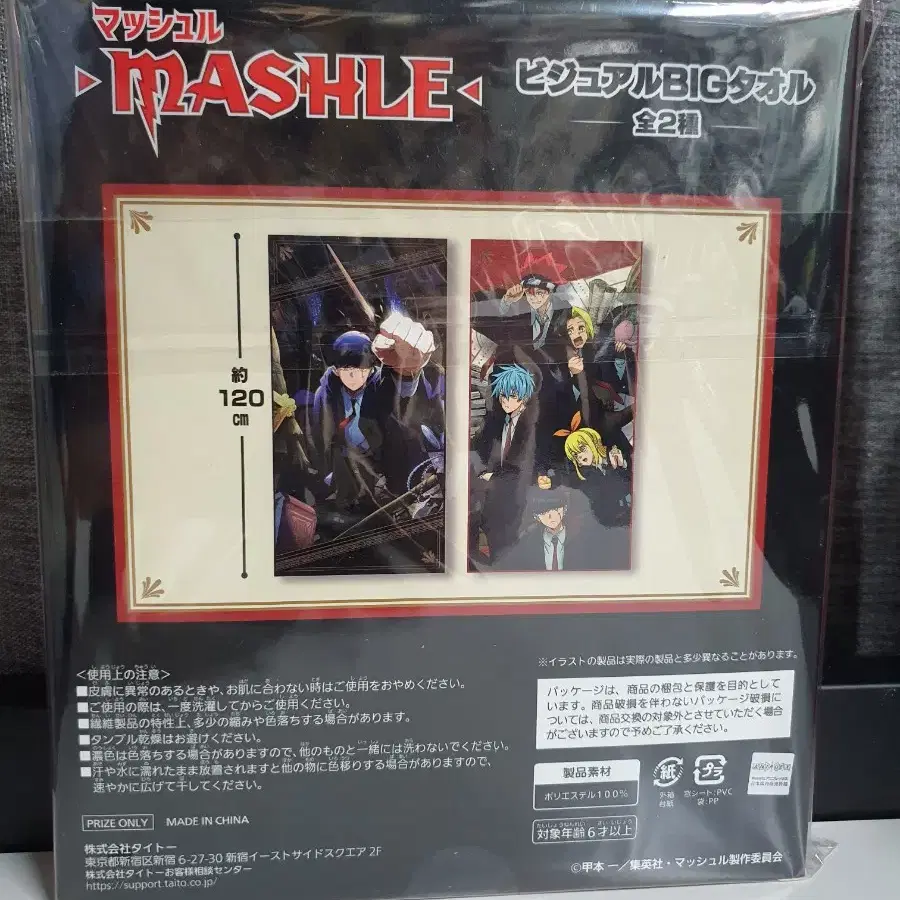 マッシュル
MASHLE
ビジュアルBIGタオル
全2種
約
120
cm
<使用上の注意>
■皮膚に異常のあるときや、お肌に合わない時はご使用をおやめください。
■ご使用の際は、一度洗濯してからご使用ください。
■繊維製品の特性上、多少の縮みや色落ちする場合があります。
■タンブル乾燥はお避けください。
■濃色は色落ちする場合がありますので、他のものと一緒には洗わないでください。
■汗や水に濡れたまま放置されますと他の物に色移りする場合がありますので、
速やかに広げて干してください。
PRIZE ONLY MADE IN CHINA
株式会社タイトー
東京都新宿区新宿 6-27-30 新宿イーストサイドスクエア 2F
株式会社タイトーお客様相談センター
https://support.taito.co.jp/
※イラストの製品は実際の製品と多少異なることがあります。
パッケージは、商品の梱包と保護を目的としてい
ます。商品破損を伴わないパッケージ破損に
ついては、商品交換の対象外とさせていただく場合
がございますので予めご了承ください。
製品素材
ポリエステル100%
紙
外箱
台紙
プラ
窓シート:PVC
袋:PP
対象年齢6才以上
©甲本 一/集英社・マッシュル製作委員会